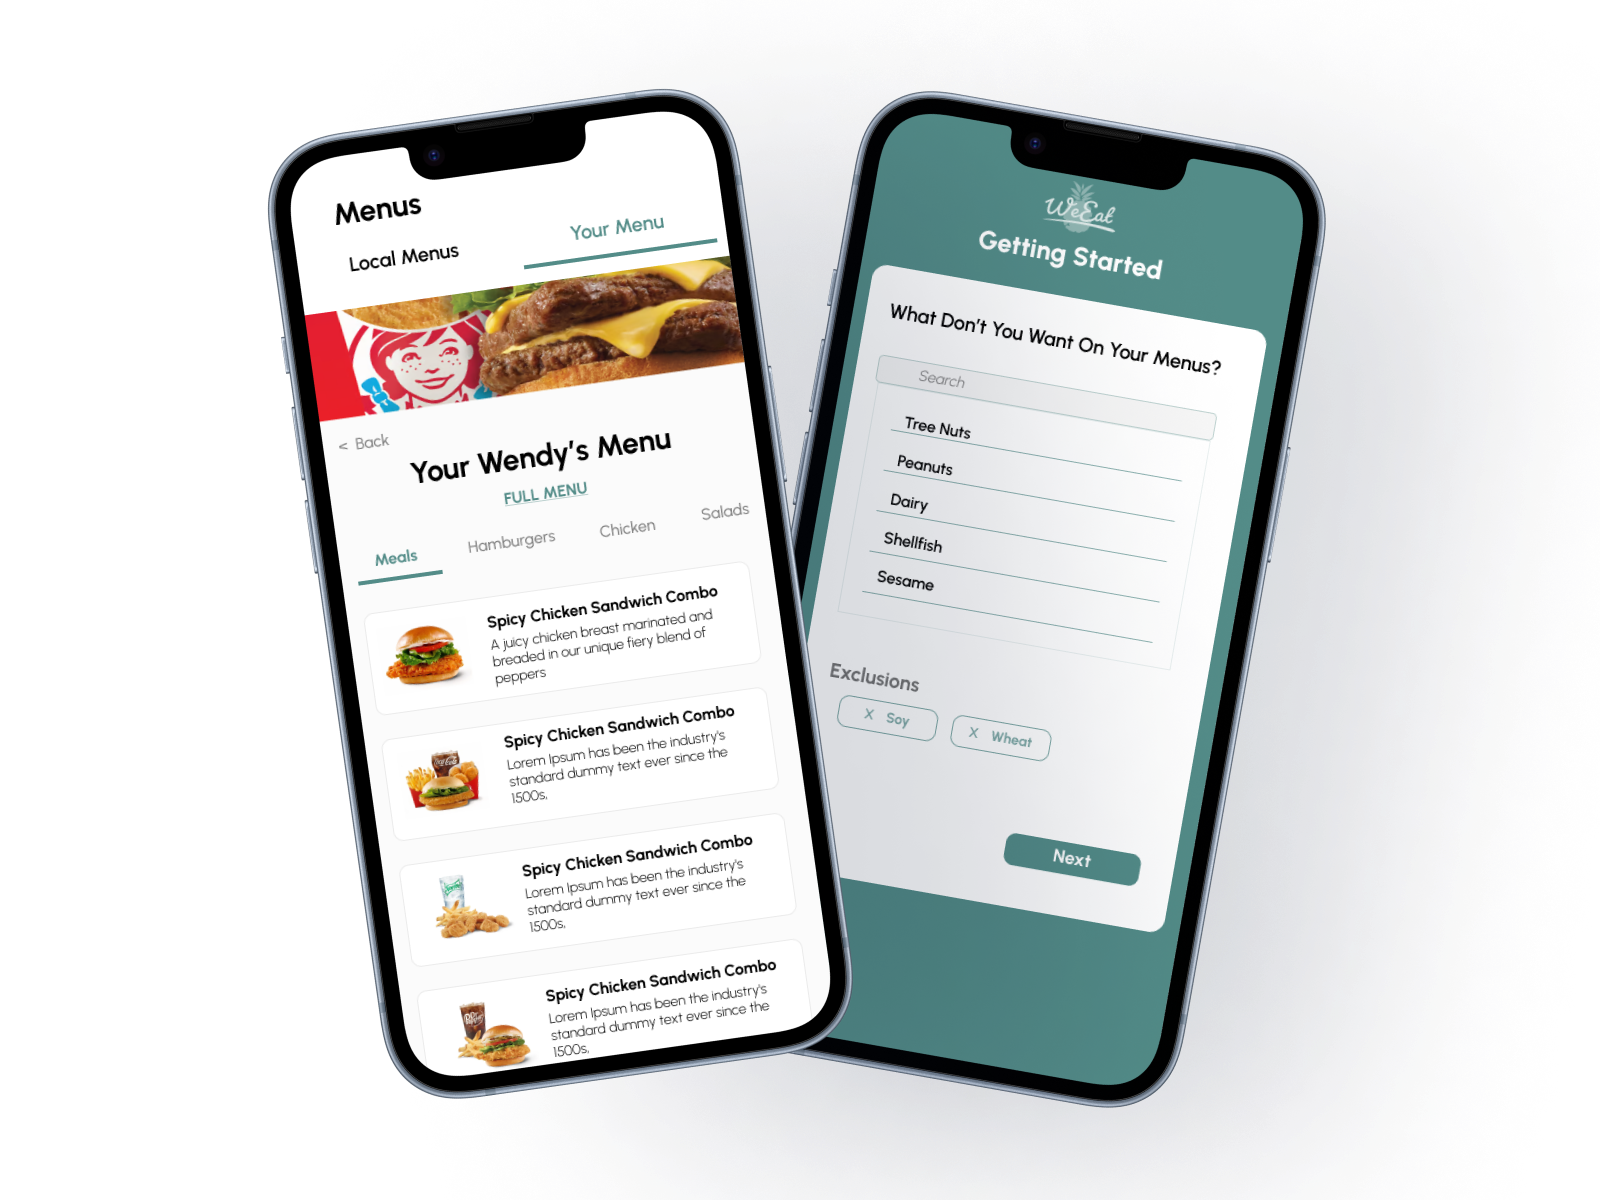 Menus
Local Menus
Your Menu
< Back
Your Wendy's Menu
FULL MENU
Meals
Hamburgers
Chicken
Salads
Spicy Chicken Sandwich Combo
A juicy chicken breast marinated and
breaded in our unique fiery blend of
peppers
Spicy Chicken Sandwich Combo
Lorem Ipsum has been the industry's
standard dummy text ever since the
1500s,
Spicy Chicken Sandwich Combo
Lorem Ipsum has been the industry's
standard dummy text ever since the
1500s,
Spicy Chicken Sandwich Combo
Lorem Ipsum has been the industry's
standard dummy text ever since the
1500s,
WeEat
Getting Started
What Don't You Want On Your Menus?
Search
Tree Nuts
Peanuts
Dairy
Shellfish
Sesame
Exclusions
X Soy
X Wheat
Next